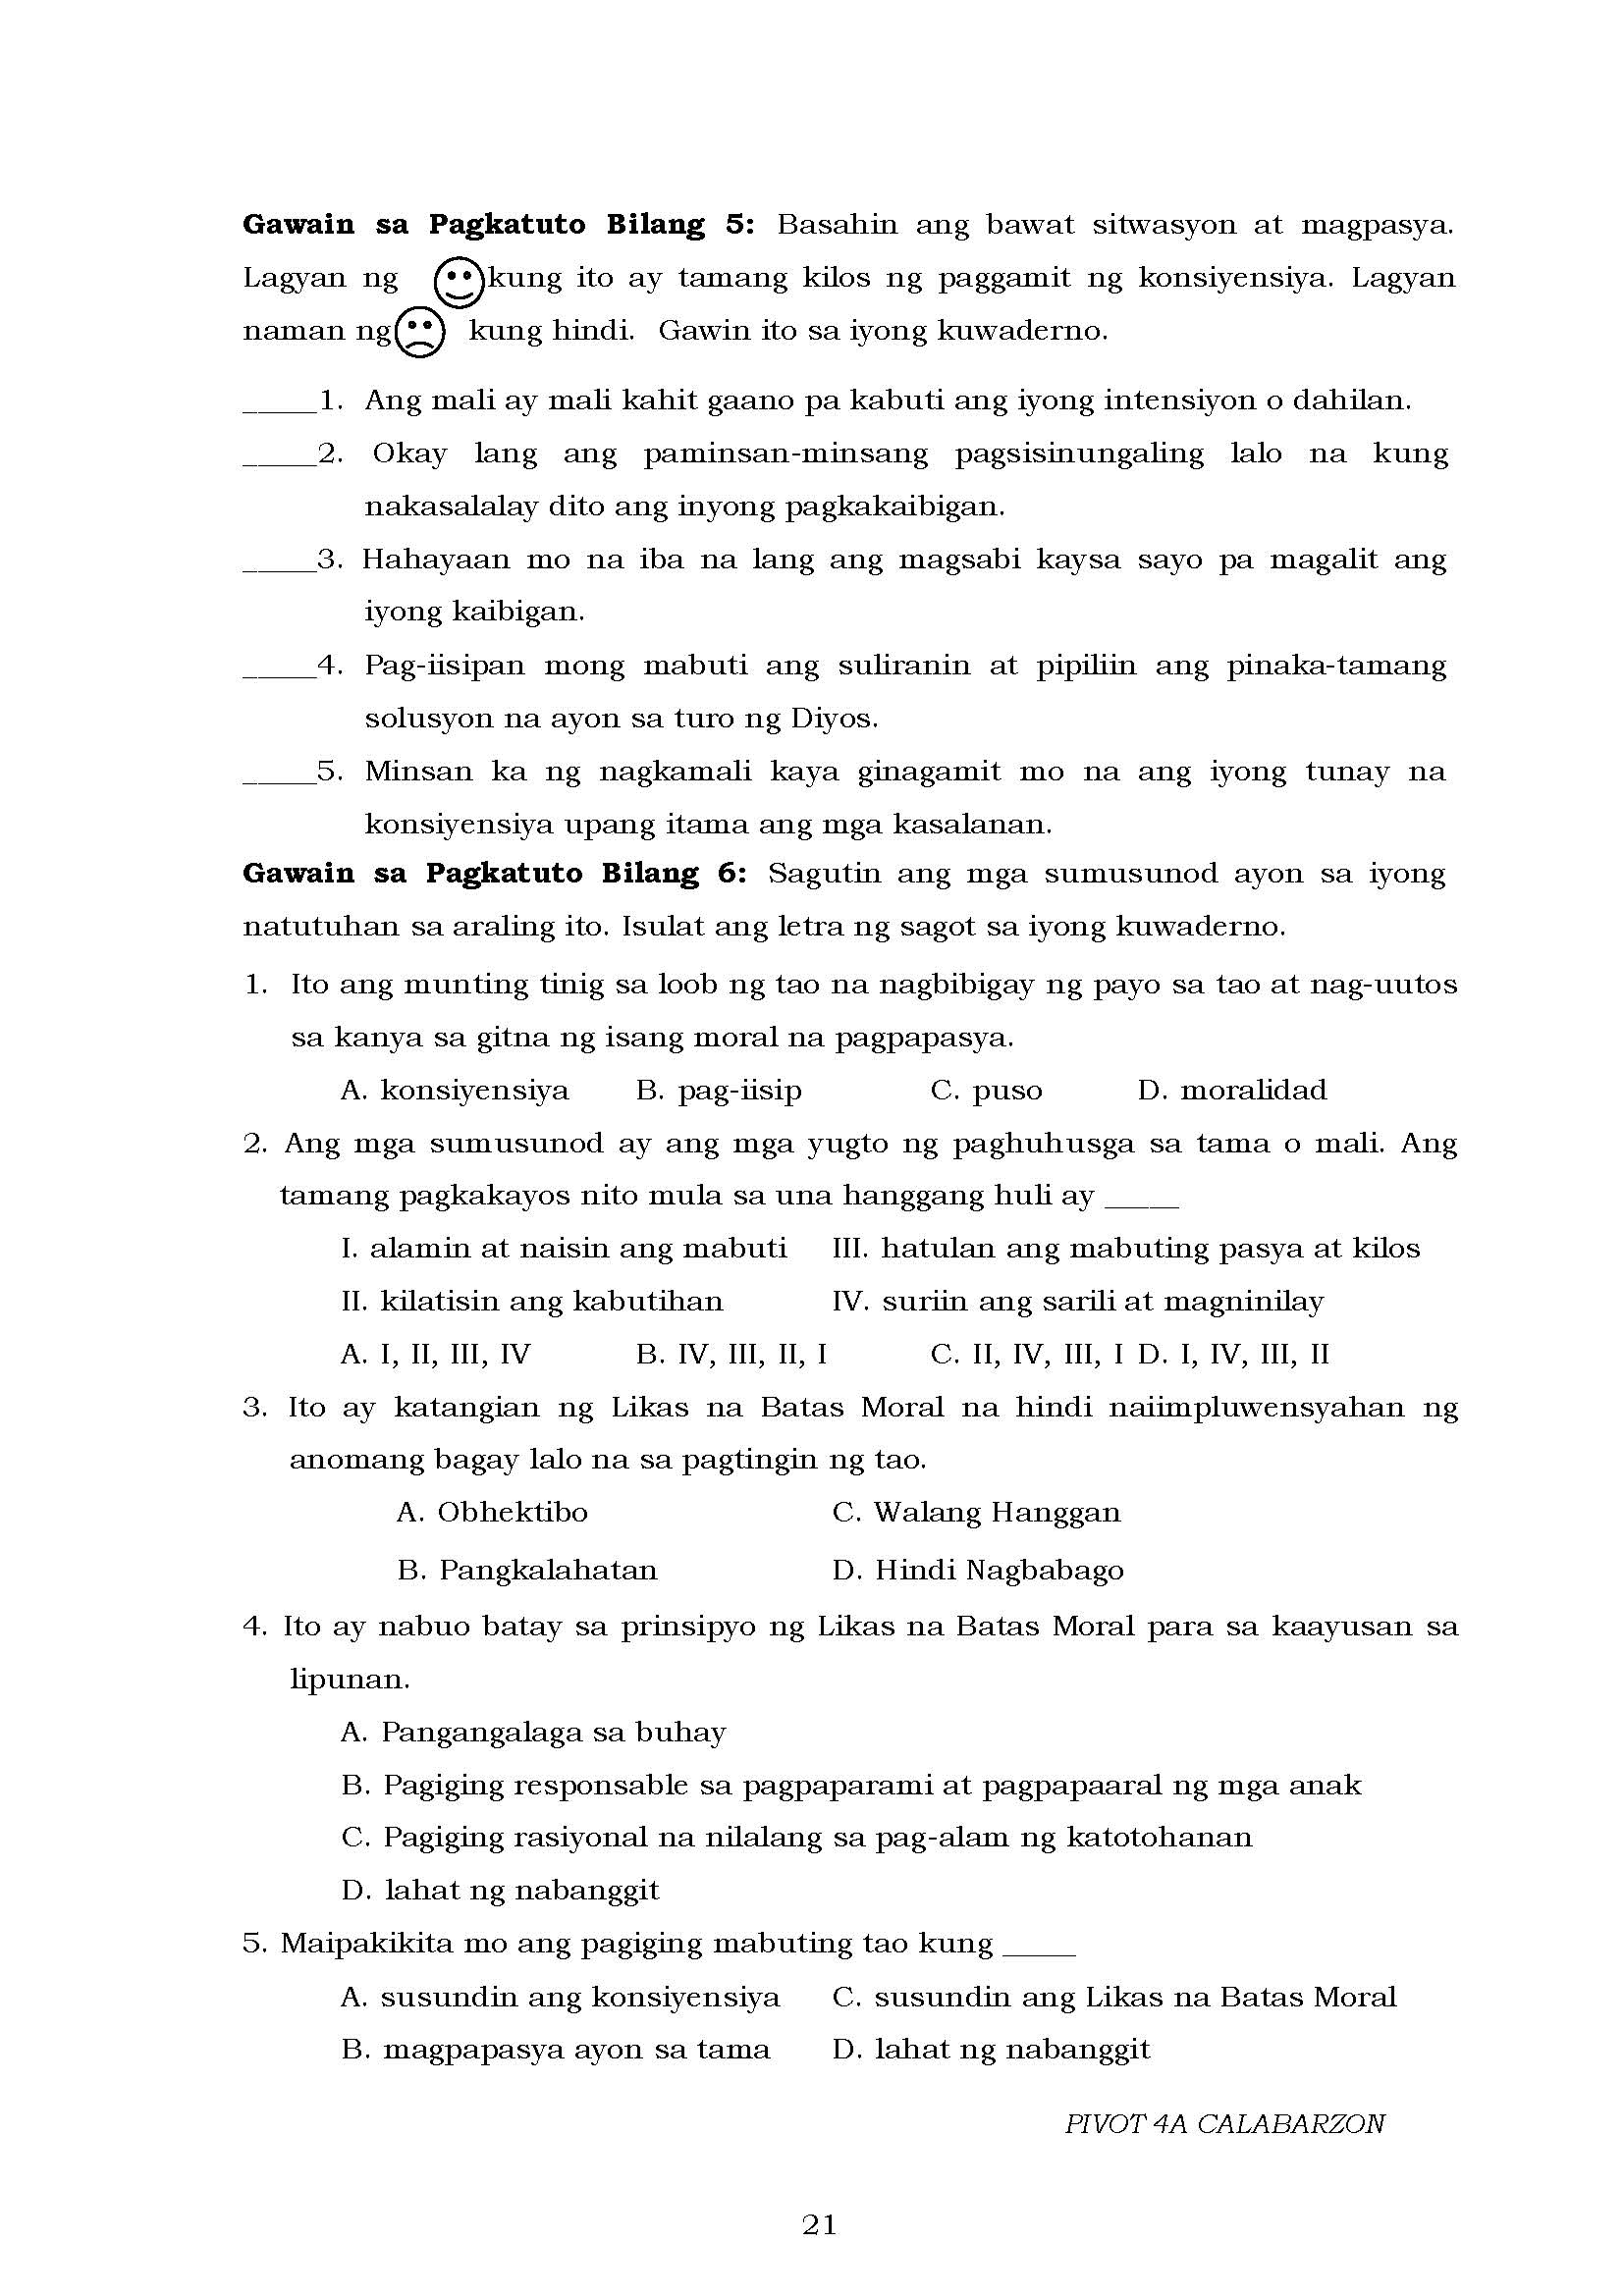 Gawain sa Pagkatuto Bilang 5: Basahin ang bawat sitwasyon at magpasya.
Lagyan ng kung ito ay tamang kilos ng paggamit ng konsiyensiya. Lagyan
naman ng kung hindi. Gawin ito sa iyong kuwaderno.
_____1. Ang mali ay mali kahit gaano pa kabuti ang iyong intensiyon o dahilan.
_____2. Okay lang ang paminsan-minsang pagsisinungaling lalo na kung
nakasalalay dito ang inyong pagkakaibigan.
_____3. Hahayaan mo na iba na lang ang magsabi kaysa sayo pa magalit ang
iyong kaibigan.
_____4. Pag-iisipan mong mabuti ang suliranin at pipiliin ang pinaka-tamang
solusyon na ayon sa turo ng Diyos.
_____5. Minsan ka ng nagkamali kaya ginagamit mo na ang iyong tunay na
konsiyensiya upang itama ang mga kasalanan.
Gawain sa Pagkatuto Bilang 6: Sagutin ang mga sumusunod ayon sa iyong
natutuhan sa araling ito. Isulat ang letra ng sagot sa iyong kuwaderno.
1. Ito ang munting tinig sa loob ng tao na nagbibigay ng payo sa tao at nag-uutos
sa kanya sa gitna ng isang moral na pagpapasya.
A. konsiyensiya B. pag-iisip C. puso D. moralidad
2. Ang mga sumusunod ay ang mga yugto ng paghuhusga sa tama o mali. Ang
tamang pagkakayos nito mula sa una hanggang huli ay _____
I. alamin at naisin ang mabuti III. hatulan ang mabuting pasya at kilos
II. kilatisin ang kabutihan IV. suriin ang sarili at magninilay
A. I, II, III, IV B. IV, III, II, I C. II, IV, III, I D. I, IV, III, II
3. Ito ay katangian ng Likas na Batas Moral na hindi naiimpluwensyahan ng
anomang bagay lalo na sa pagtingin ng tao.
A. Obhektibo C. Walang Hanggan
B. Pangkalahatan D. Hindi Nagbabago
4. Ito ay nabuo batay sa prinsipyo ng Likas na Batas Moral para sa kaayusan sa
lipunan.
A. Pangangalaga sa buhay
B. Pagiging responsable sa pagpaparami at pagpapaaral ng mga anak
C. Pagiging rasiyonal na nilalang sa pag-alam ng katotohanan
D. lahat ng nabanggit
5. Maipakikita mo ang pagiging mabuting tao kung _____
A. susundin ang konsiyensiya C. susundin ang Likas na Batas Moral
B. magpapasya ayon sa tama D. lahat ng nabanggit
PIVOT 4A CALABARZON
21